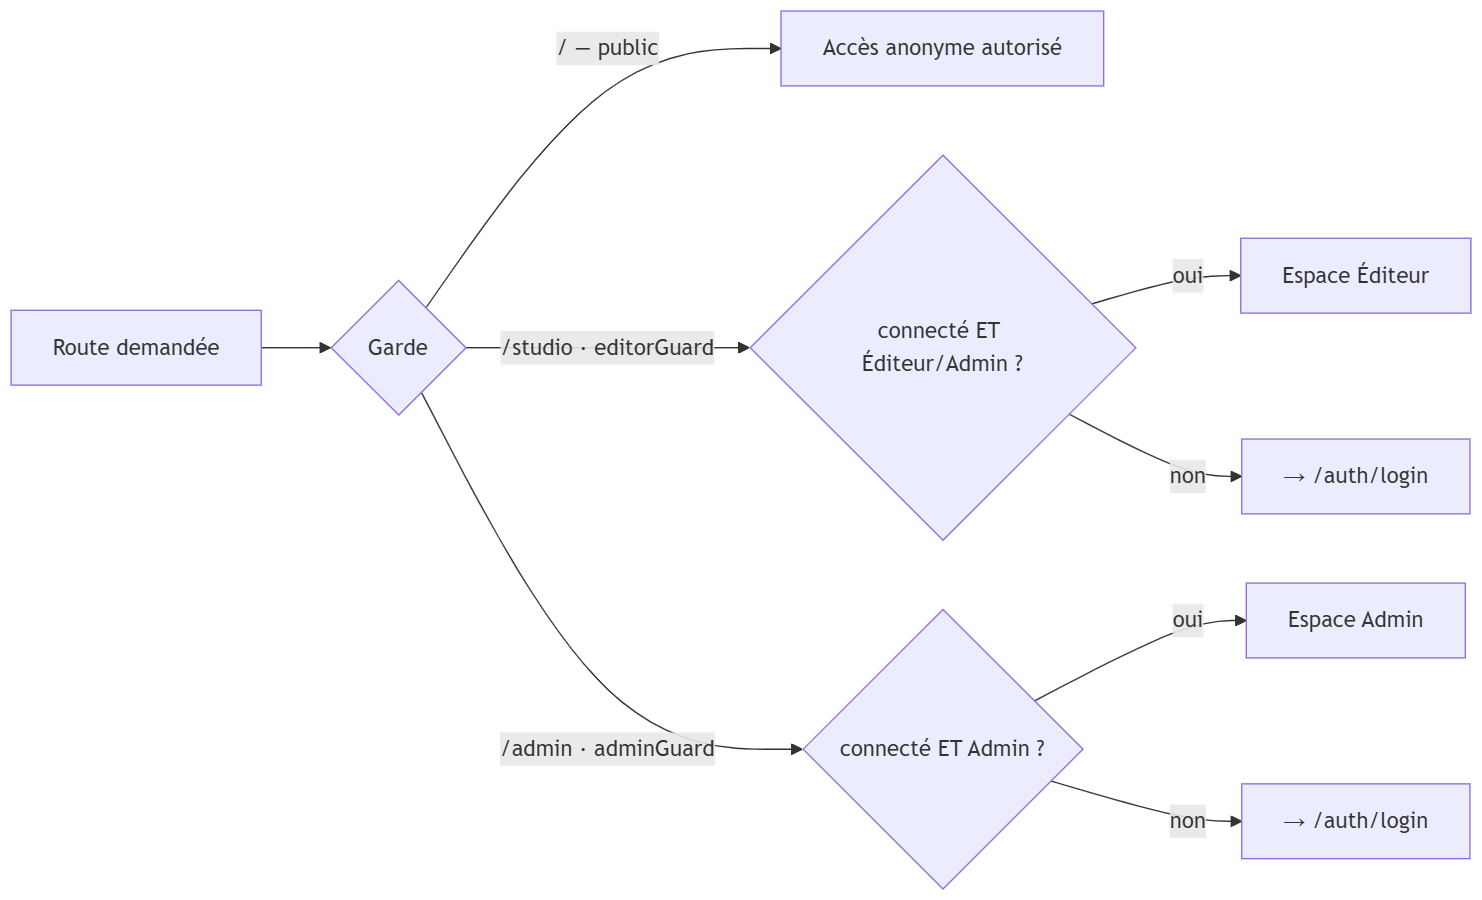 / — public
Accès anonyme autorisé
Route demandée
Garde
/studio · editorGuard
connecté ET
Éditeur/Admin ?
oui
Espace Éditeur
non
→ /auth/login
/admin · adminGuard
connecté ET Admin ?
oui
Espace Admin
non
→ /auth/login